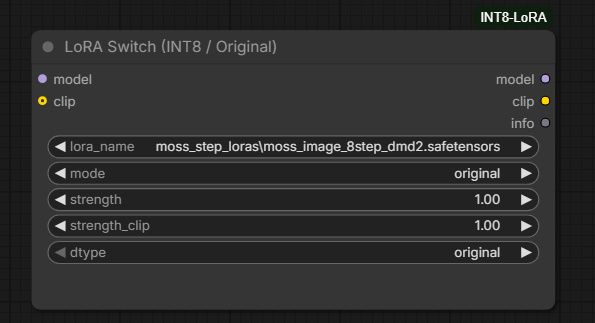 INT8-LoRA
LoRA Switch (INT8 / Original)
model model
clip clip
info
lora_name moss_step_loras\moss_image_8step_dmd2.safetensors
mode original
strength 1.00
strength_clip 1.00
dtype original